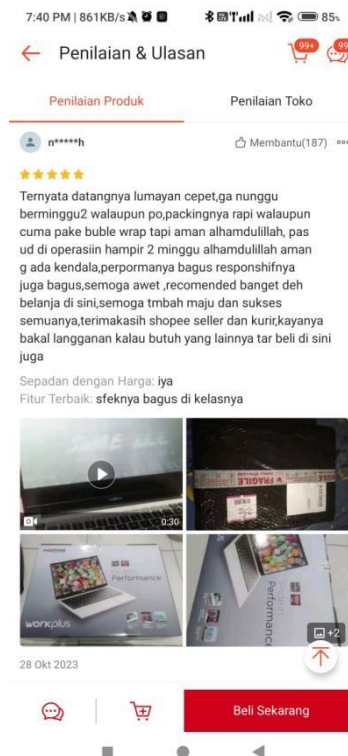 7:40 PM | 861KB/s
85%
Penilaian & Ulasan
99+
99
Penilaian Produk
Penilaian Toko
n*****h
Membantu(187)
Ternyata datangnya lumayan cepet,ga nunggu
berminggu2 walaupun po,packingnya rapi walaupun
cuma pake buble wrap tapi aman alhamdulillah, pas
ud di operasiin hampir 2 minggu alhamdulillah aman
g ada kendala,perpormanya bagus responshifnya
juga bagus,semoga awet ,recomended banget deh
belanja di sini,semoga tmbah maju dan sukses
semuanya,terimakasih shopee seller dan kurir,kayanya
bakal langganan kalau butuh yang lainnya tar beli di sini
juga
Sepadan dengan Harga: iya
Fitur Terbaik: sfeknya bagus di kelasnya
0:30
FRAGILE
Performance
workplus
Performance
+2
28 Okt 2023
Beli Sekarang